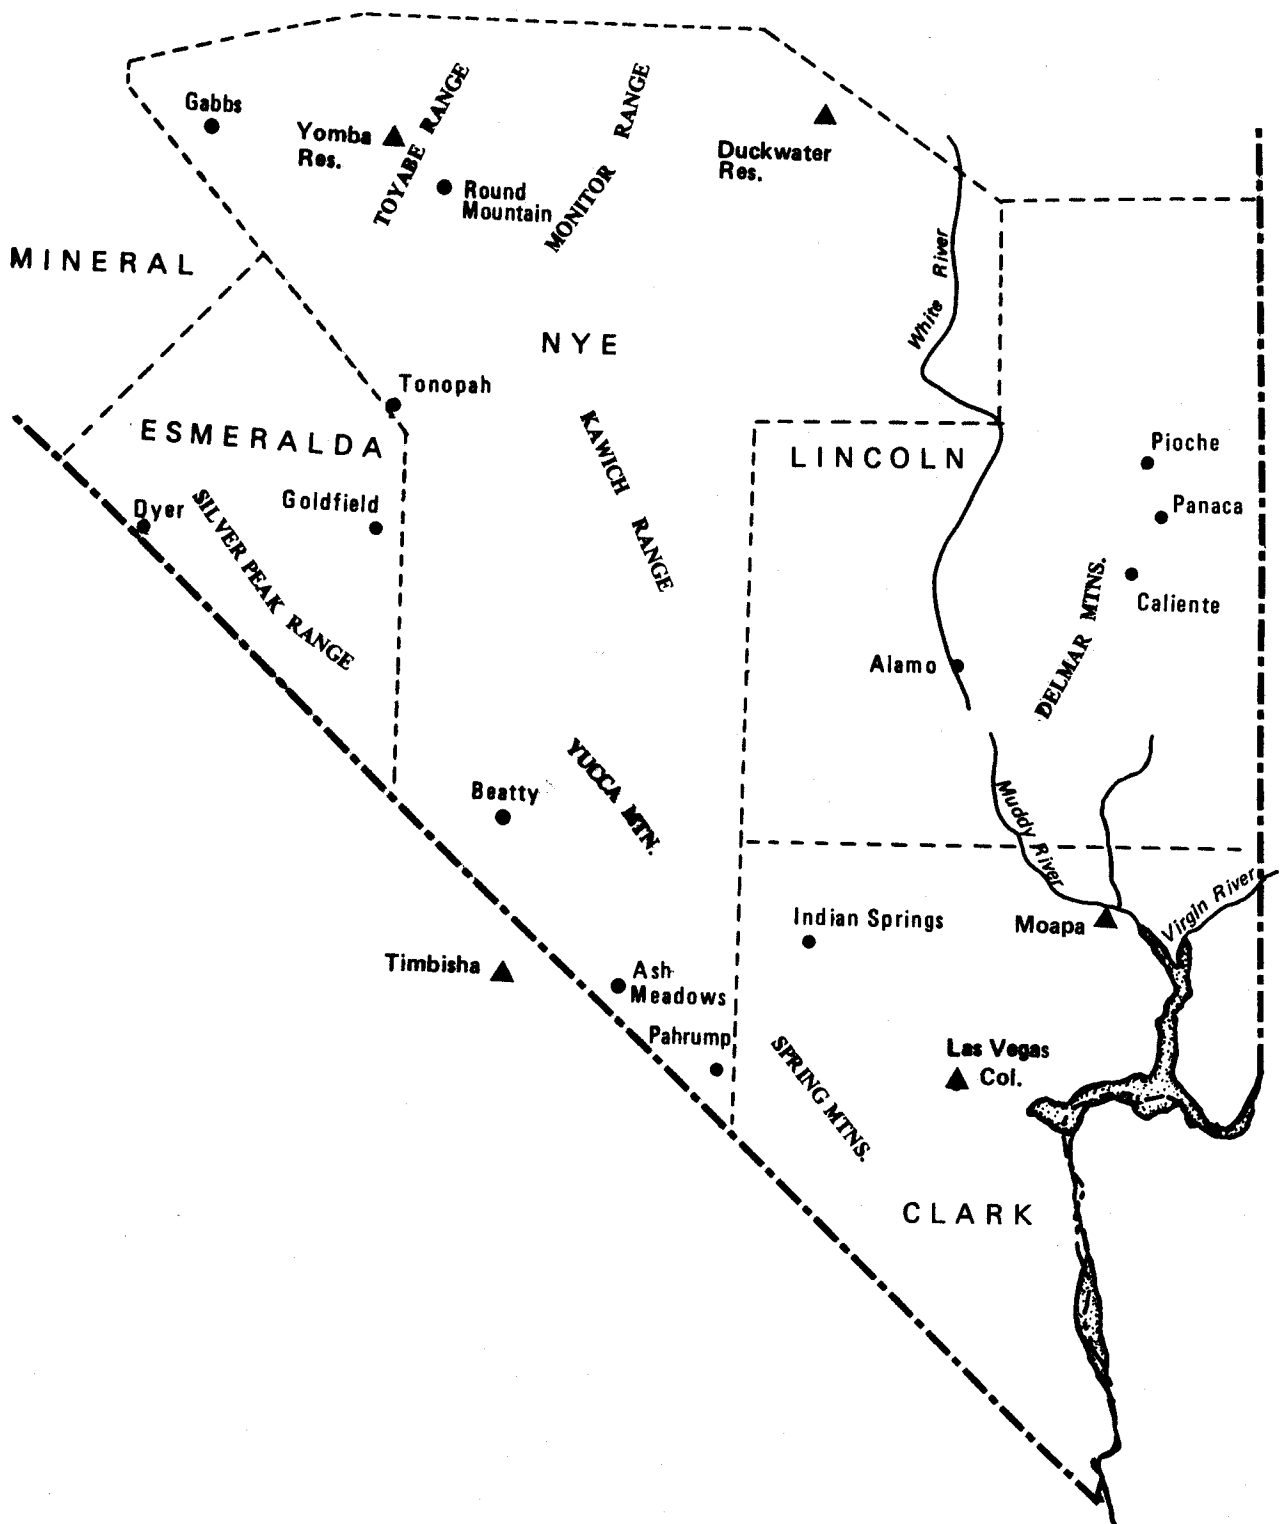 Gabbs
Yomba
Res.
TOYABE RANGE
Round
Mountain
MONITOR RANGE
Duckwater
Res.
White River
MINERAL
NYE
Tonopah
ESMERALDA
KAWICH RANGE
LINCOLN
Pioche
Dyer
SILVER PEAK RANGE
Goldfield
Panaca
Caliente
DELMAR MTNS.
Alamo
Beatty
YUCCA MTN.
Muddy River
Virgin River
Indian Springs
Moapa
Timbisha
Ash
Meadows
Pahrump
SPRING MTNS.
Las Vegas
Col.
CLARK